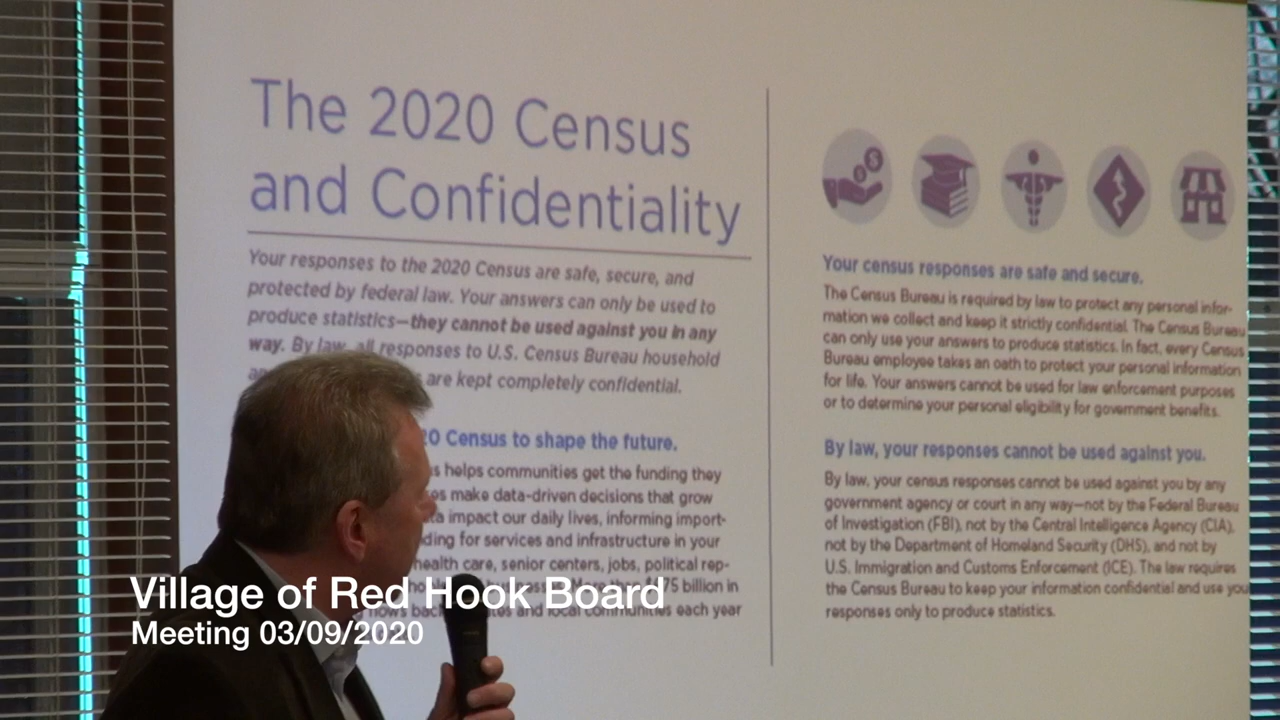 The 2020 Census
and Confidentiality
Your responses to the 2020 Census are safe, secure, and
protected by federal law. Your answers can only be used to
produce statistics—they cannot be used against you in any
way. By law, all responses to U.S. Census Bureau household
are kept completely confidential.
20 Census to shape the future.
helps communities get the funding they
make data-driven decisions that grow
impact our daily lives, informing import-
ding for services and infrastructure in your
health care, senior centers, jobs, political rep-
75 billion in
and local communities each year
Your census responses are safe and secure.
The Census Bureau is required by law to protect any personal infor-
mation we collect and keep it strictly confidential. The Census Bureau
can only use your answers to produce statistics. In fact, every Census
Bureau employee takes an oath to protect your personal information
for life. Your answers cannot be used for law enforcement purposes
or to determine your personal eligibility for government benefits.
By law, your responses cannot be used against you.
By law, your census responses cannot be used against you by any
government agency or court in any way—not by the Federal Bureau
of Investigation (FBI), not by the Central Intelligence Agency (CIA),
not by the Department of Homeland Security (DHS), and not by
U.S. Immigration and Customs Enforcement (ICE). The law requires
the Census Bureau to keep your information confidential and use you
responses only to produce statistics.
Village of Red Hook Board
Meeting 03/09/2020